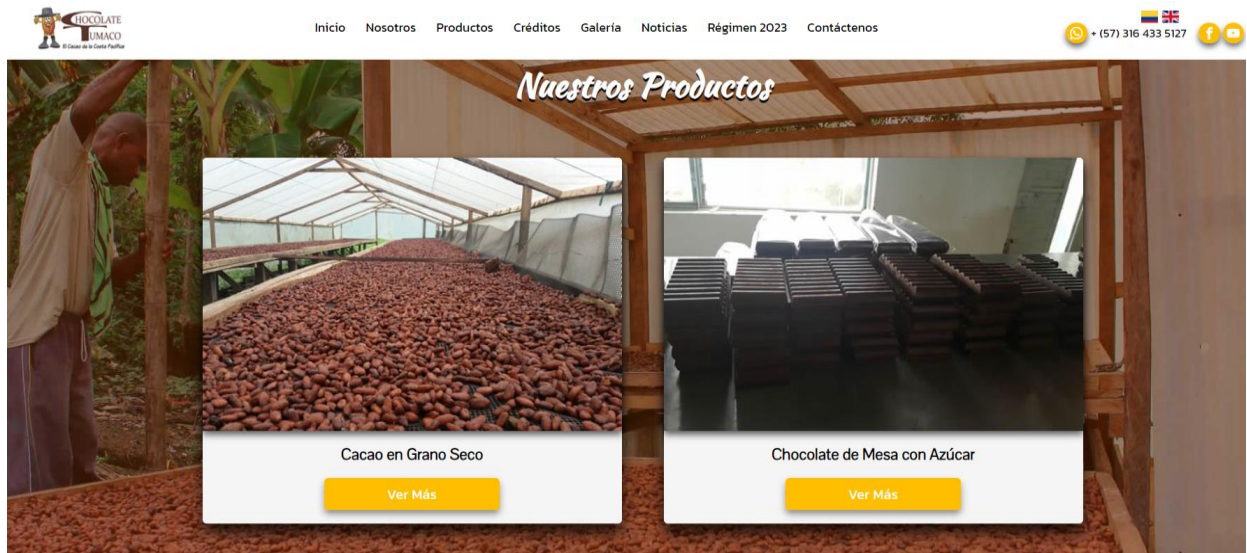 CHOCOLATE
TUMACO
El Cacao de la Costa Pacífica
Inicio Nosotros Productos Créditos Galería Noticias Régimen 2023 Contáctenos
+ (57) 316 433 5127
Nuestros Productos
Cacao en Grano Seco
Ver Más
Chocolate de Mesa con Azúcar
Ver Más